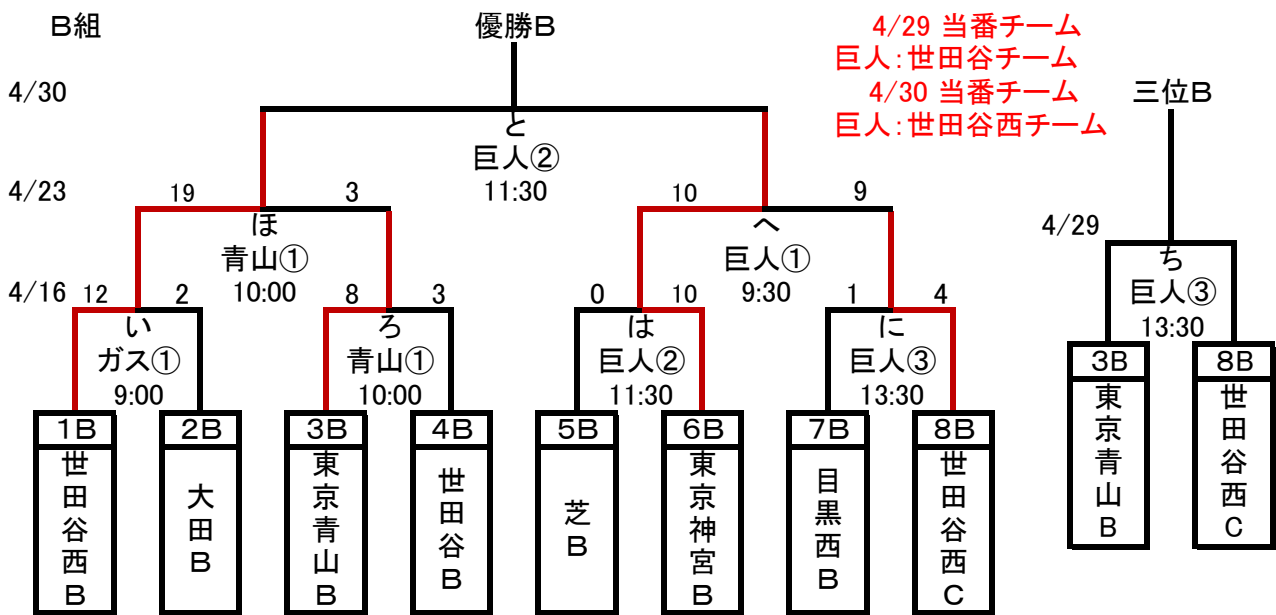 B組
優勝B
4/29 当番チーム
巨人：世田谷チーム
4/30 当番チーム
巨人：世田谷西チーム
三位B
4/30
と
巨人②
11:30
4/23
19
3
ほ
青山①
10:00
10
9
へ
巨人①
9:30
4/29
ち
巨人③
13:30
3B
東京青山B
8B
世田谷西C
4/16
12
2
い
ガス①
9:00
8
3
ろ
青山①
10:00
0
10
は
巨人②
11:30
1
4
に
巨人③
13:30
1B
2B
3B
4B
5B
6B
7B
8B
世田谷西B
大田B
東京青山B
世田谷B
芝B
東京神宮B
目黒西B
世田谷西C